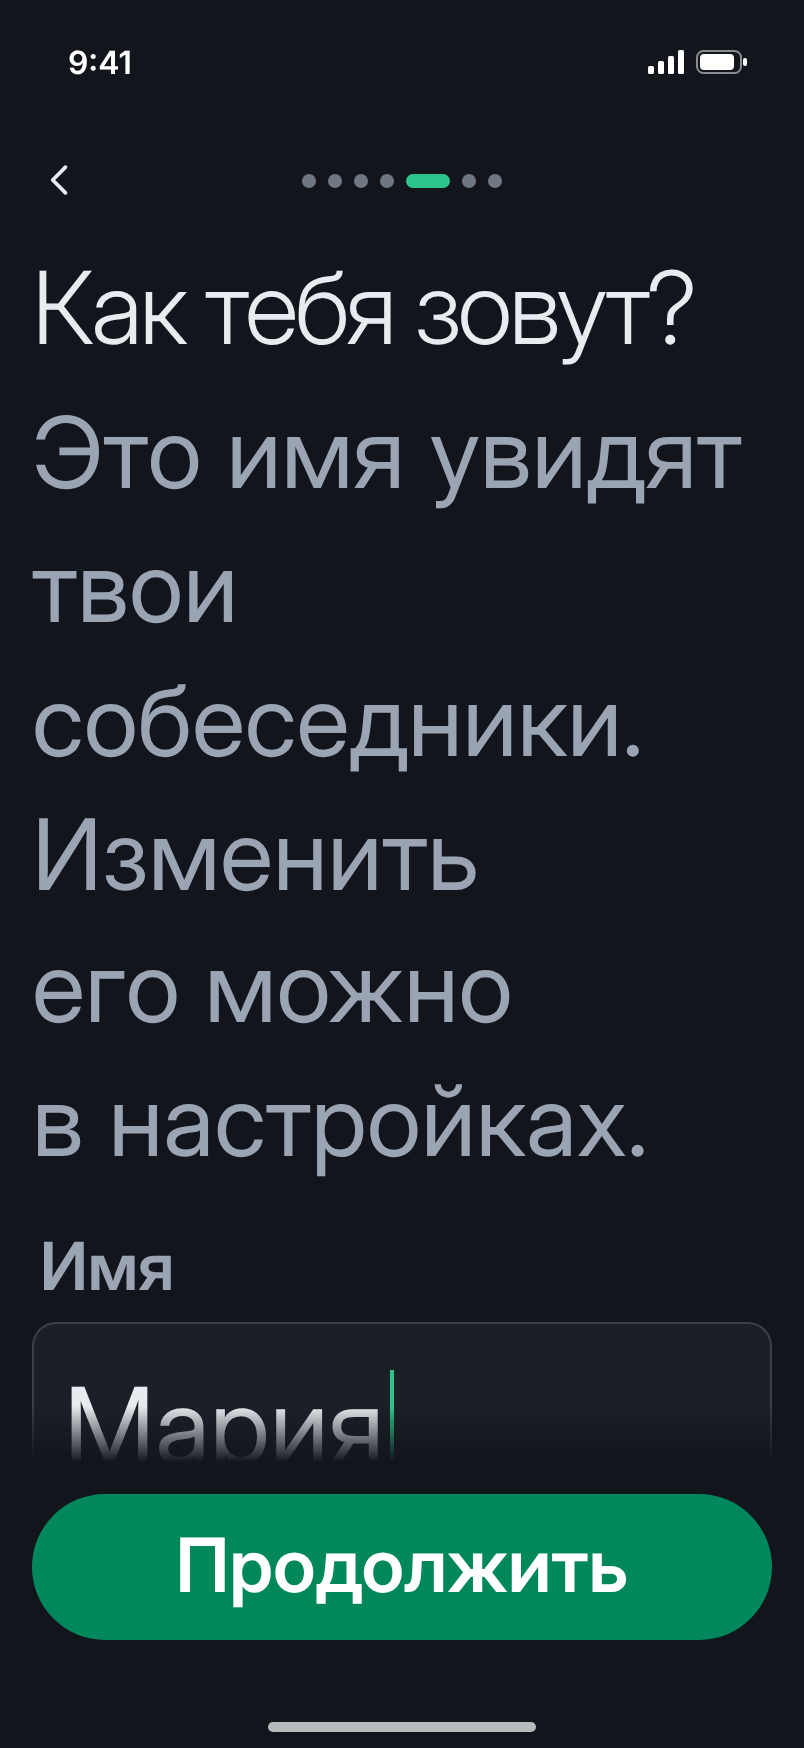 9:41
Как тебя зовут?
Это имя увидят
твои
собеседники.
Изменить
его можно
в настройках.
Имя
Мария
Продолжить